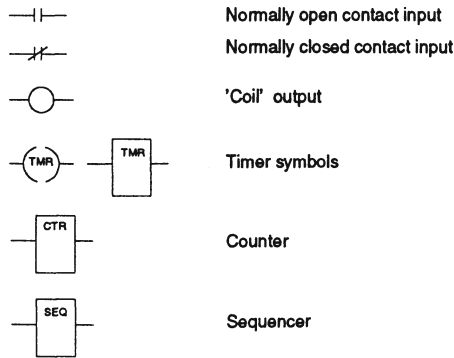 Normally open contact input
Normally closed contact input
'Coil' output
TMR TMR Timer symbols
CTR Counter
SEQ Sequencer